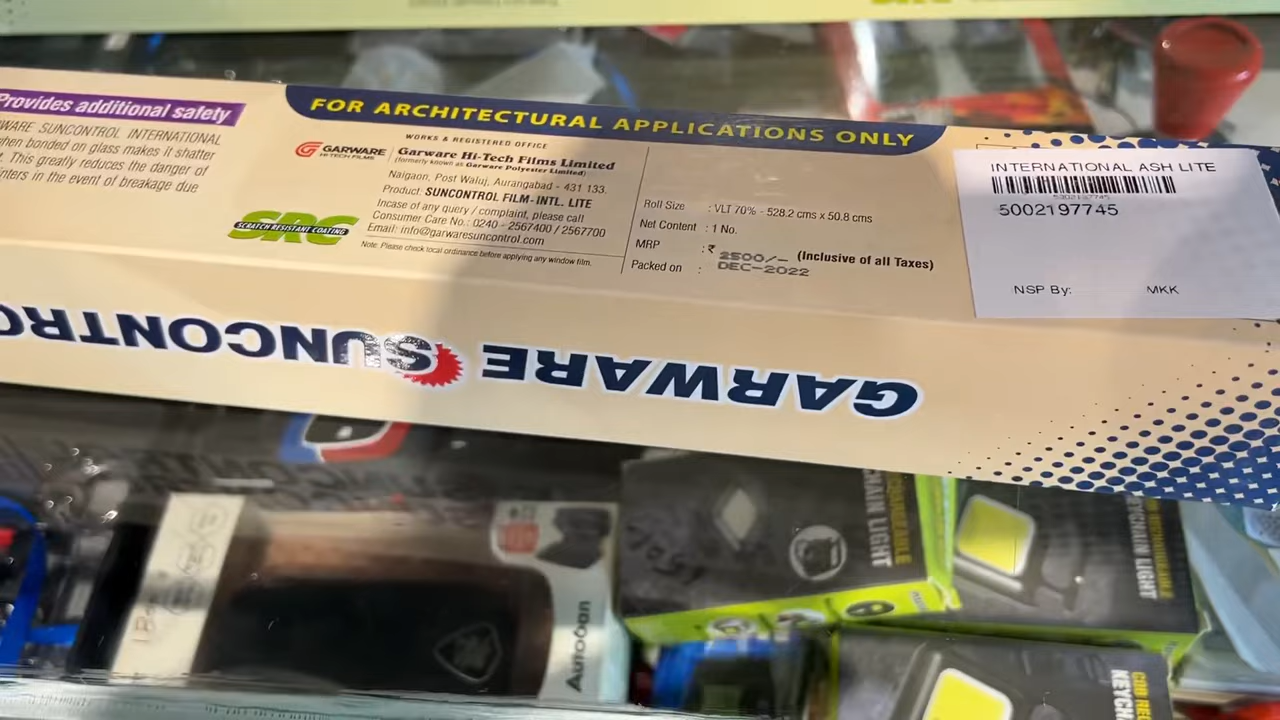 Provides additional safety
WARE SUNCONTROL INTERNATIONAL
when bonded on glass makes it shatter
. This greatly reduces the danger of
nters in the event of breakage due
FOR ARCHITECTURAL APPLICATIONS ONLY
WORKS & REGISTERED OFFICE
GARWARE
HI-TECH FILMS
Garware Hi-Tech Films Limited
(formerly known as Garware Polyester Limited)
Naigaon, Post Waluj, Aurangabad - 431 133.
Product: SUNCONTROL FILM-INTL. LITE
Incase of any query / complaint, please call
Consumer Care No.: 0240 - 2567400 / 2567700
Email: info@garwaresuncontrol.com
Note: Please check local ordinance before applying any window film.
SRC
SCRATCH RESISTANT COATING
Roll Size : VLT 70% - 528.2 cms x 50.8 cms
Net Content : 1 No.
MRP : ₹ 2500/- (Inclusive of all Taxes)
Packed on : DEC-2022
INTERNATIONAL ASH LITE
5002197745
5002197745
NSP By: MKK
GARWARE SUNCONTRO
Autoban
CHAIN LIGHT
KEYCHAIN LIGHT
COB REC
KEYCH